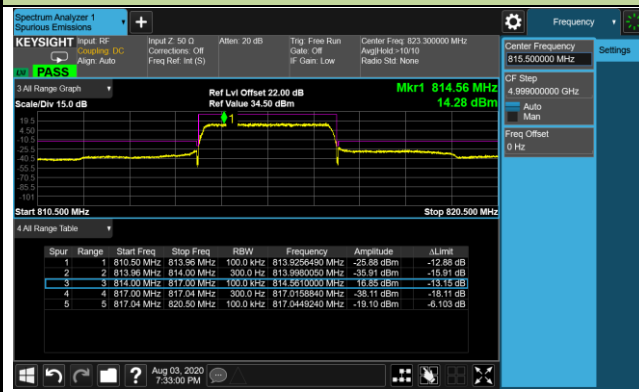 Spectrum Analyzer 1
Spurious Emissions
Frequency
KEYSIGHT Input: RF
Coupling: DC
Align: Auto
Input Z: 50 Ω
Corrections: Off
Freq Ref: Int (S)
Atten: 20 dB
Trig: Free Run
Gate: Off
IF Gain: Low
Center Freq: 823.300000 MHz
Avg|Hold:>10/10
Radio Std: None
PASS
3 All Range Graph
Scale/Div 15.0 dB
Ref Lvl Offset 22.00 dB
Ref Value 34.50 dBm
Mkr1 814.56 MHz
14.28 dBm
1
19.5
4.50
-10.5
-25.5
-40.5
-55.5
-70.5
-85.5
-101
Start 810.500 MHz
Stop 820.500 MHz
4 All Range Table
Spur Range Start Freq Stop Freq RBW Frequency Amplitude ΔLimit
1 1 810.50 MHz 813.96 MHz 100.0 kHz 813.9256490 MHz -25.88 dBm -12.88 dB
2 2 813.96 MHz 814.00 MHz 300.0 Hz 813.9980050 MHz -35.91 dBm -15.91 dB
3 3 814.00 MHz 817.00 MHz 100.0 kHz 814.5610000 MHz 16.85 dBm -13.15 dB
4 4 817.00 MHz 817.04 MHz 300.0 Hz 817.0158840 MHz -38.11 dBm -18.11 dB
5 5 817.04 MHz 820.50 MHz 100.0 kHz 817.0449240 MHz -19.10 dBm -6.103 dB
Center Frequency
815.500000 MHz
Settings
CF Step
4.999000000 GHz
Auto
Man
Freq Offset
0 Hz
?
Aug 03, 2020
7:33:00 PM